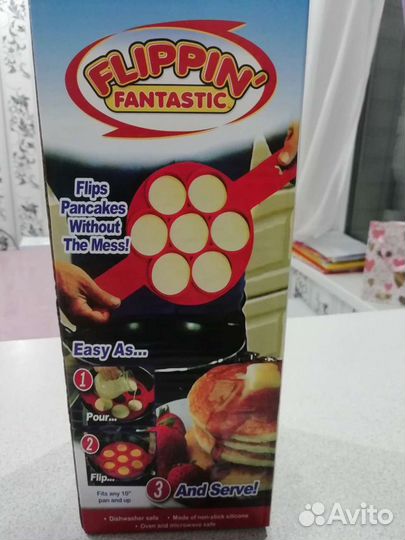 FLIPPIN'
FANTASTIC
Flips
Pancakes
Without
The Mess!
Easy As...
1
Pour...
2
Flip...
Fits any 10"
pan and up
3 And Serve!
• Dishwasher safe • Made of non-stick silicone
• Oven and microwave safe
Avito